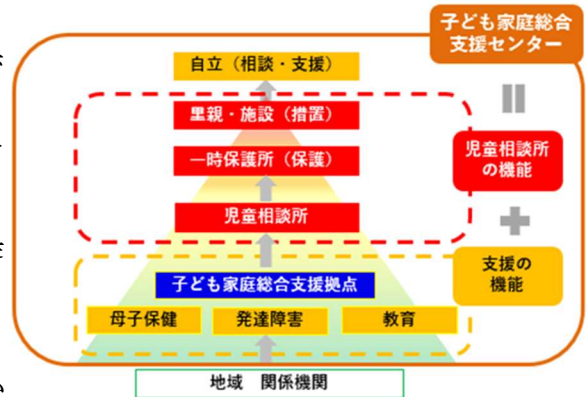 子ども家庭総合
支援センター
自立（相談・支援）
里親・施設（措置）
一時保護所（保護）
児童相談所
児童相談所
の機能
支援の
機能
子ども家庭総合支援拠点
母子保健
発達障害
教育
地域　関係機関